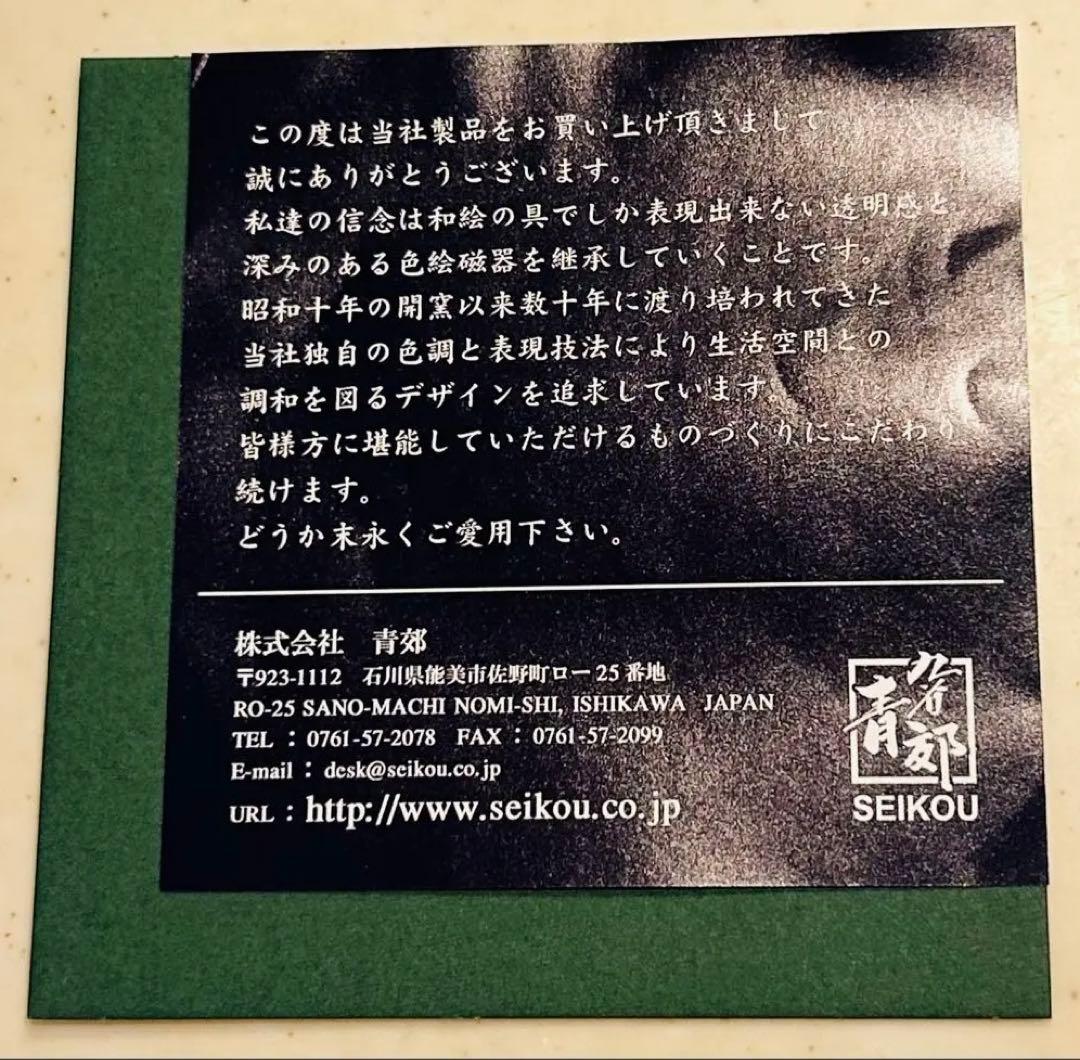 この度は当社製品をお買い上げ頂きまして
誠にありがとうございます。
私達の信念は和絵の具でしか表現出来ない透明感と
深みのある色絵磁器を継承していくことです。
昭和十年の開窯以来数十年に渡り培われてきた
当社独自の色調と表現技法により生活空間との
調和を図るデザインを追求しています。
皆様方に堪能していただけるものづくりにこだわり
続けます。
どうか末永くご愛用下さい。
株式会社　青郊
〒923-1112　石川県能美市佐野町ロー25番地
RO-25 SANO-MACHI NOMI-SHI, ISHIKAWA　JAPAN
TEL：0761-57-2078　FAX：0761-57-2099
E-mail：desk@seikou.co.jp
URL：http://www.seikou.co.jp
九谷
青郊
SEIKOU